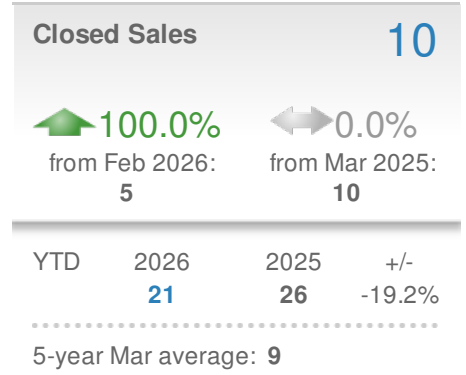 Closed Sales 10
100.0% 0.0%
from Feb 2026: from Mar 2025:
5 10
YTD 2026 2025 +/-
21 26 -19.2%
5-year Mar average: 9